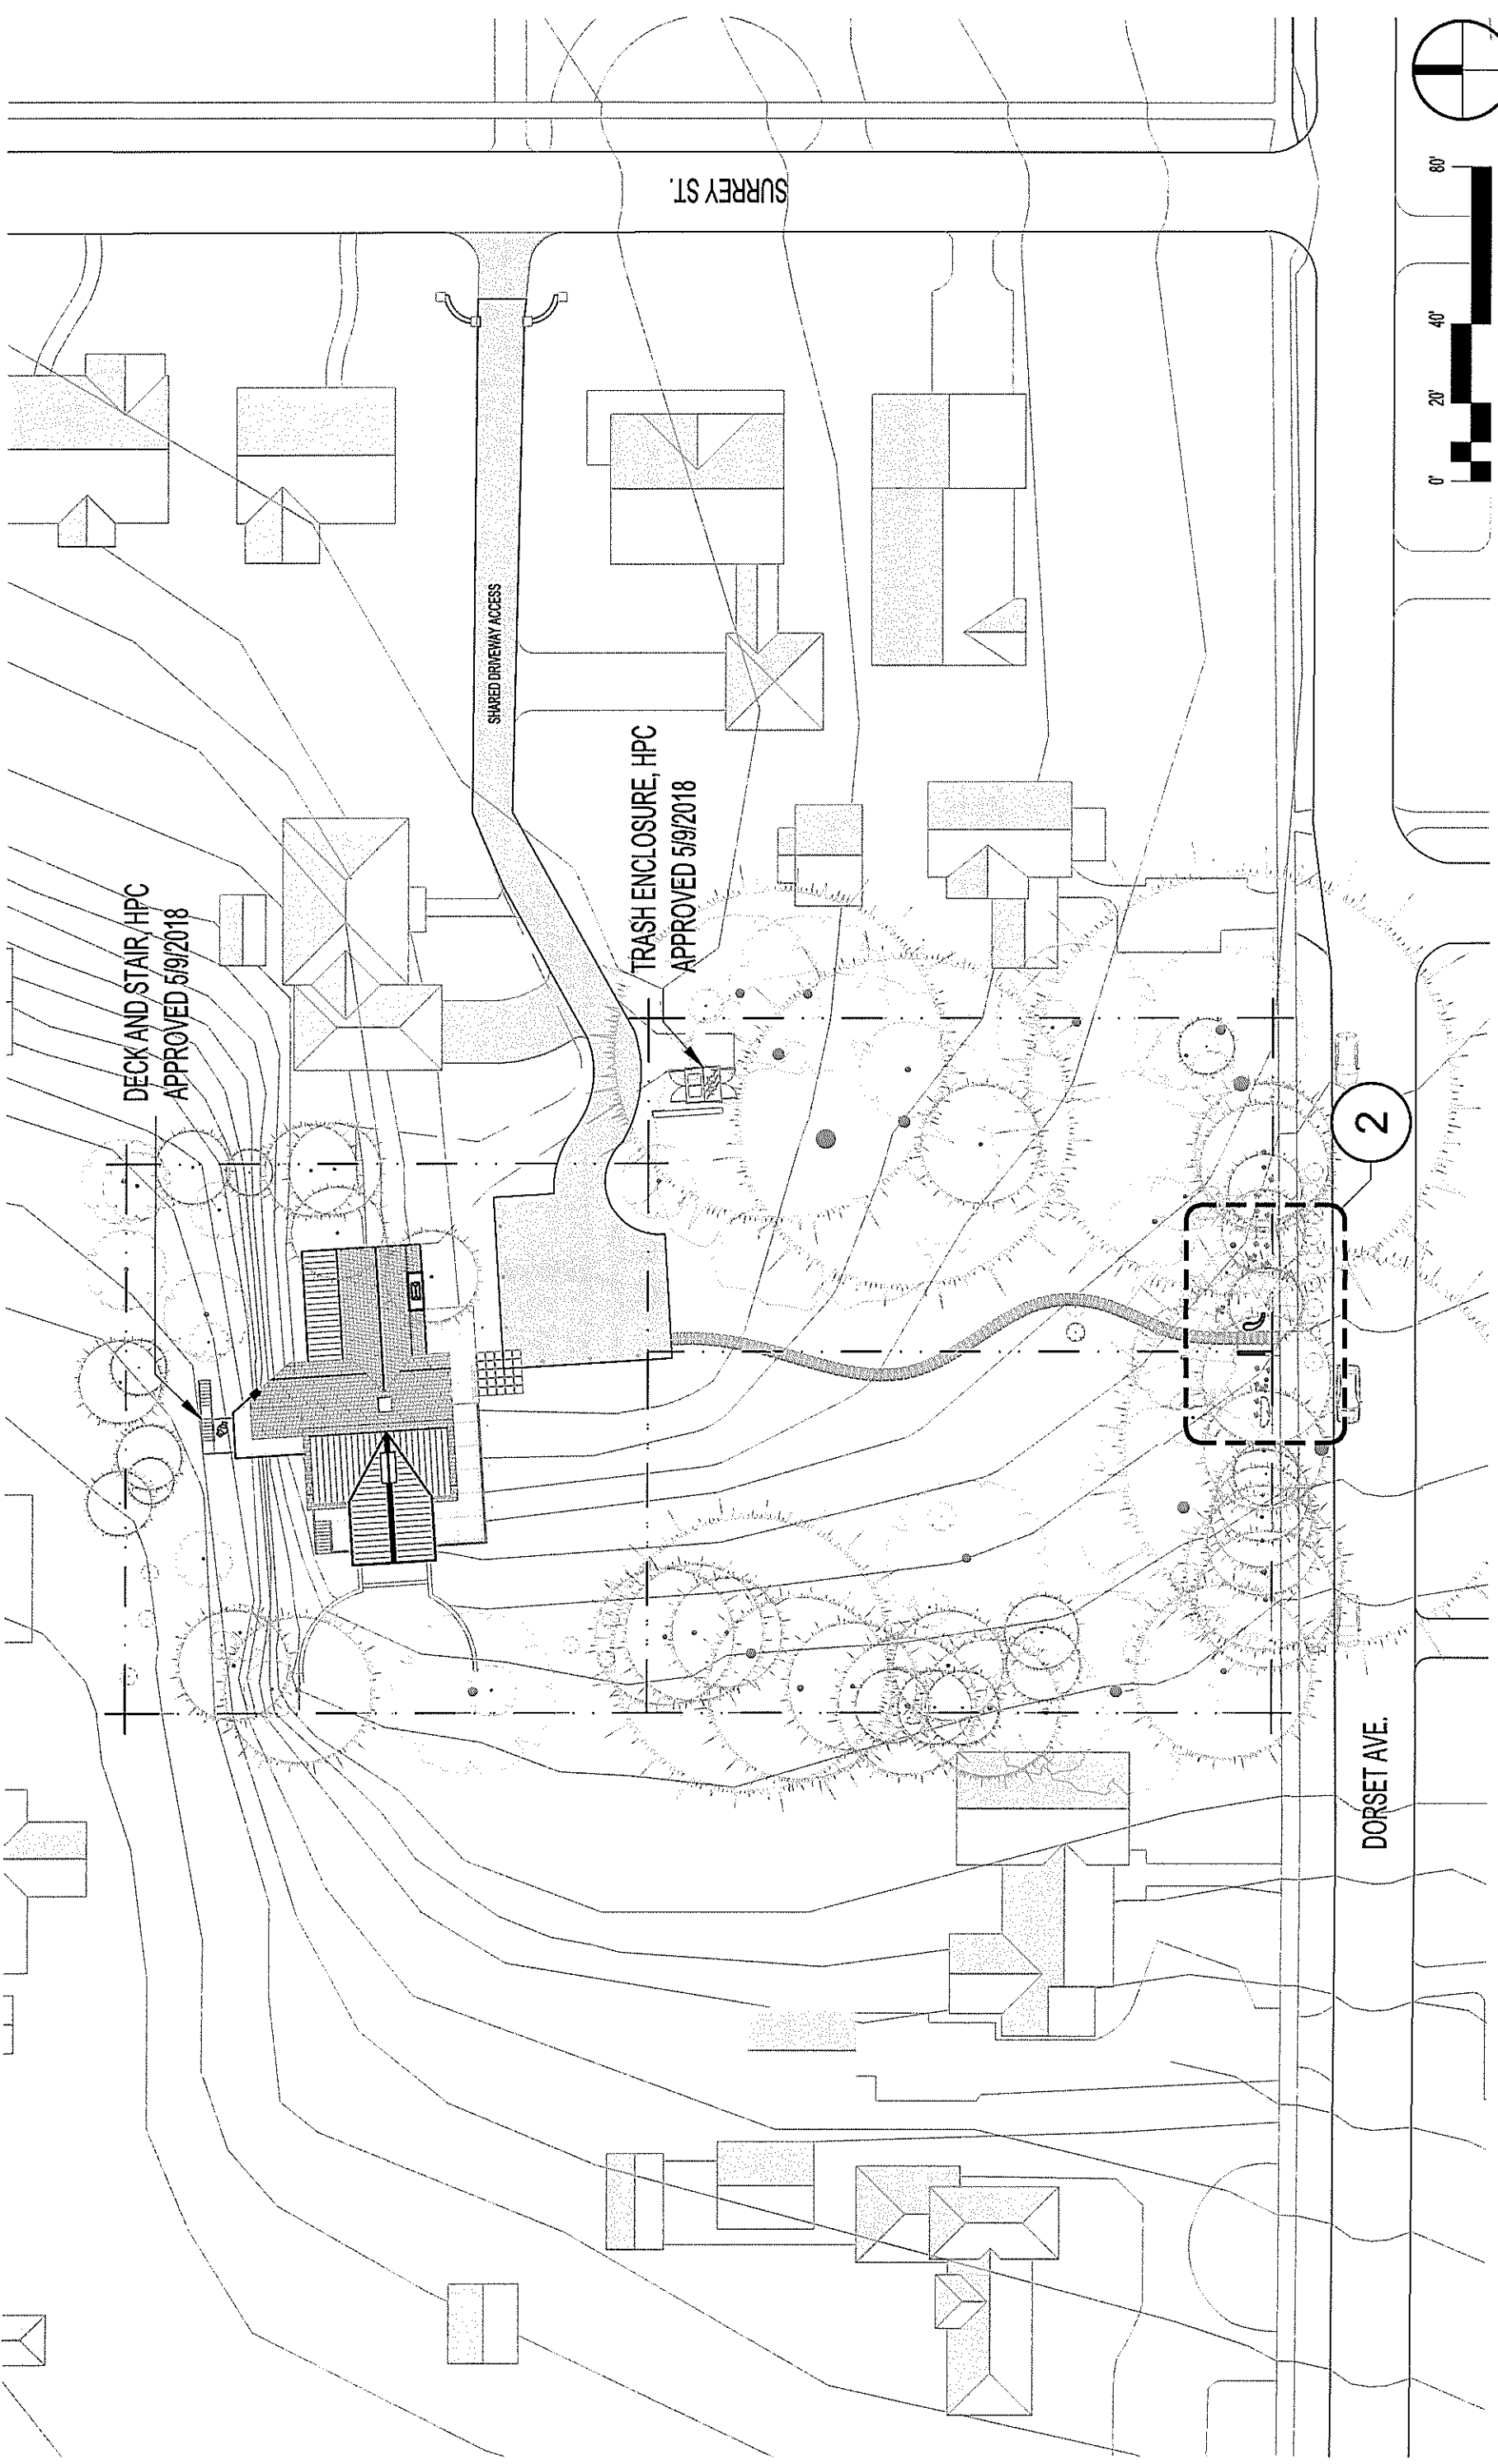 DECK AND STAIR, HPC
APPROVED 5/9/2018
TRASH ENCLOSURE, HPC
APPROVED 5/9/2018
SHARED DRIVEWAY ACCESS
SURREY ST.
DORSET AVE.
2
0'
20'
40'
80'